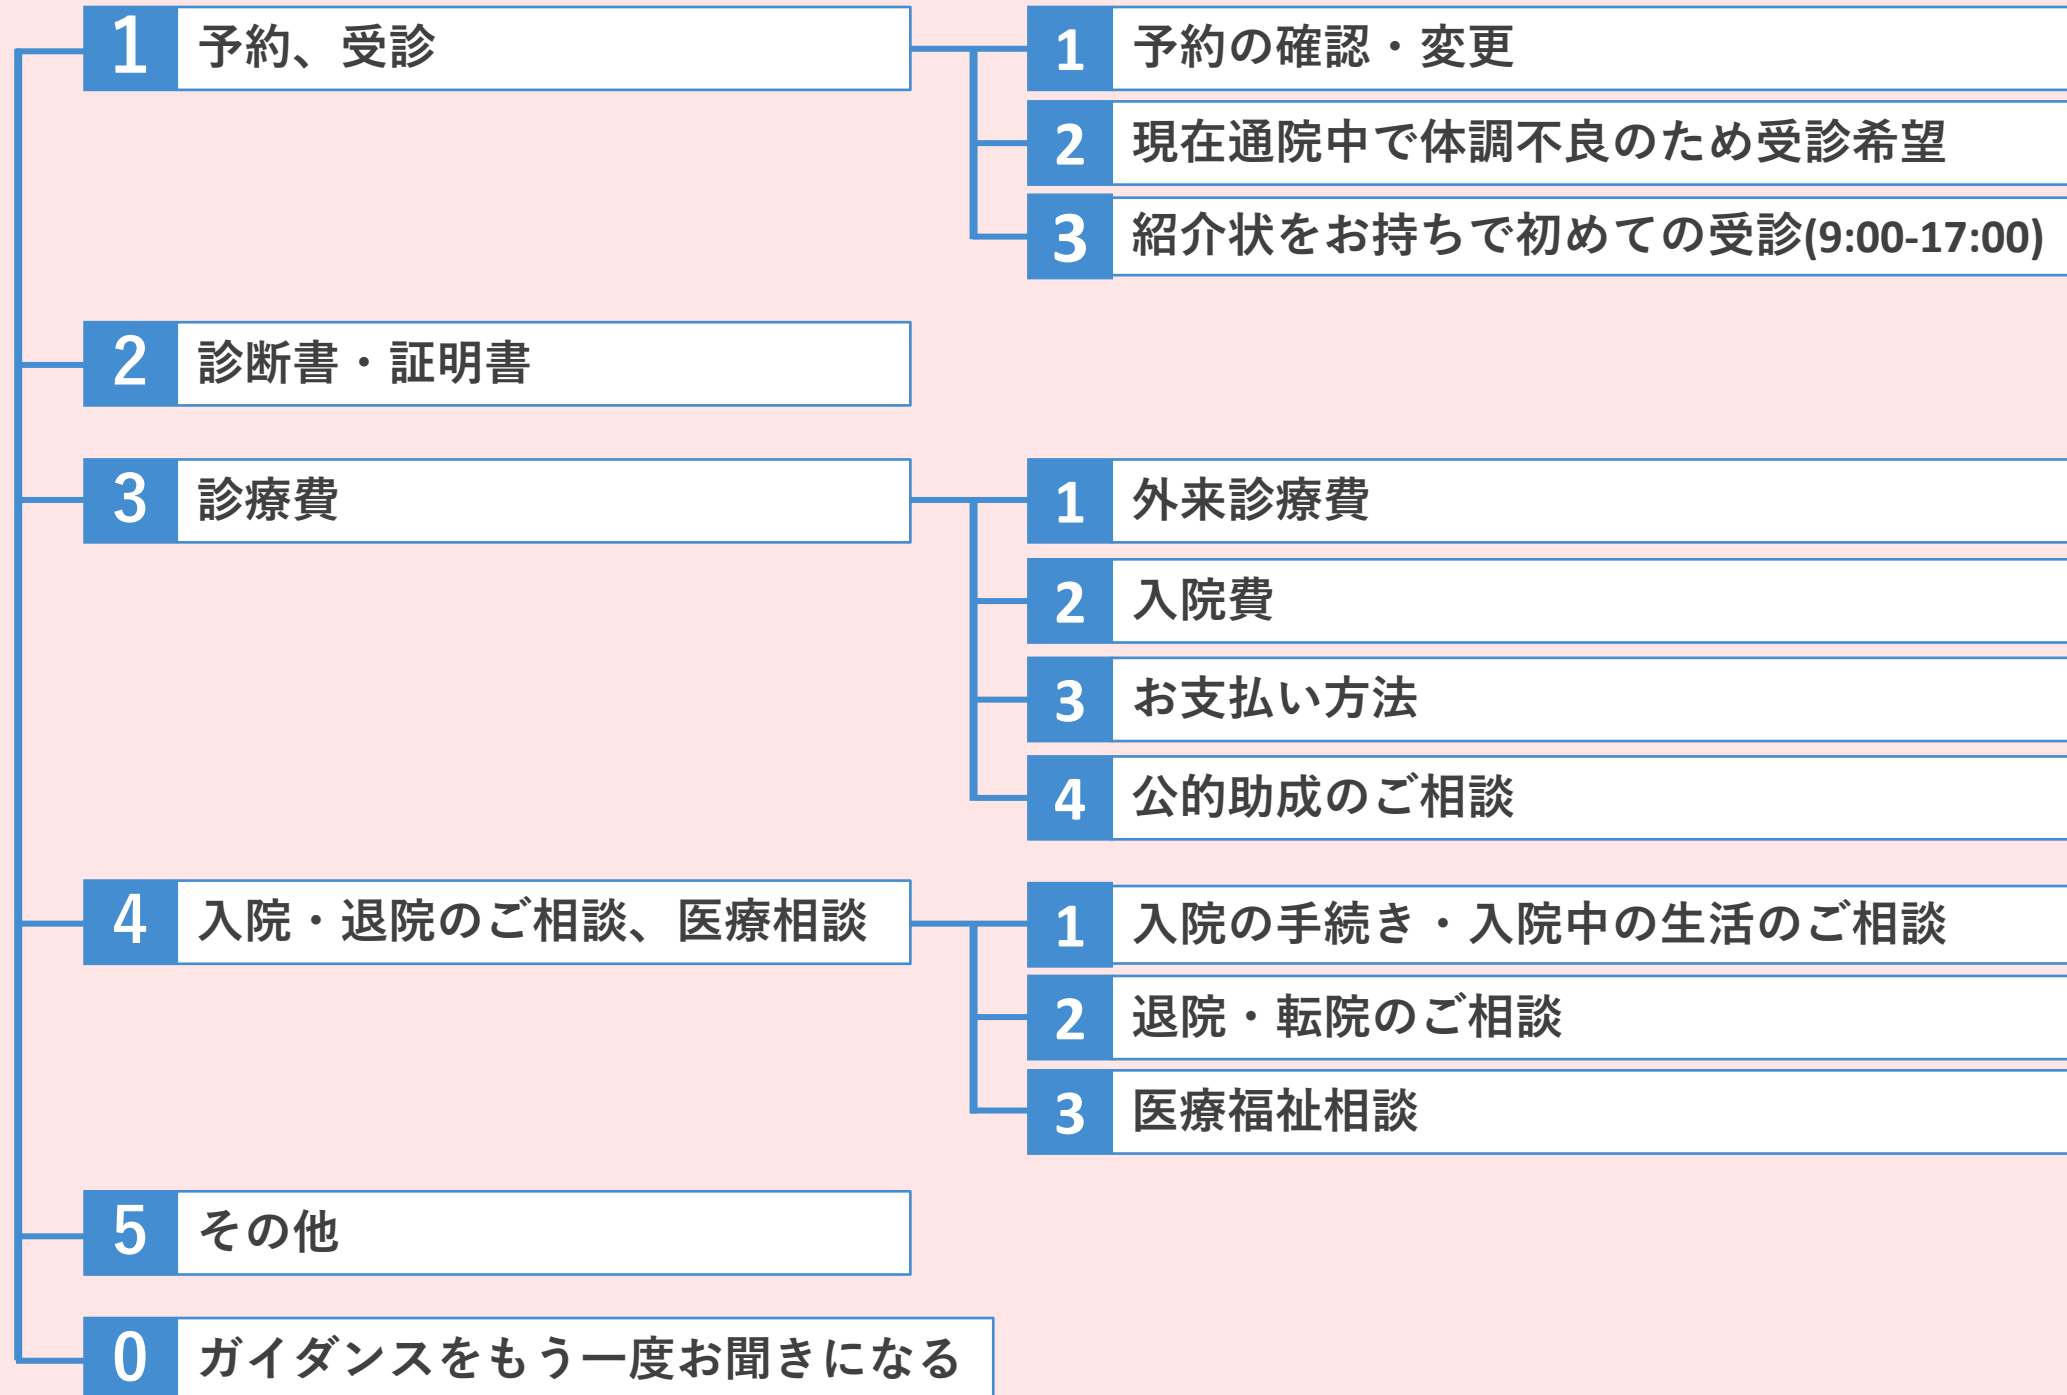 1 予約、受診
1 予約の確認・変更
2 現在通院中で体調不良のため受診希望
3 紹介状をお持ちで初めての受診(9:00-17:00)
2 診断書・証明書
3 診療費
1 外来診療費
2 入院費
3 お支払い方法
4 公的助成のご相談
4 入院・退院のご相談、医療相談
1 入院の手続き・入院中の生活のご相談
2 退院・転院のご相談
3 医療福祉相談
5 その他
0 ガイダンスをもう一度お聞きになる